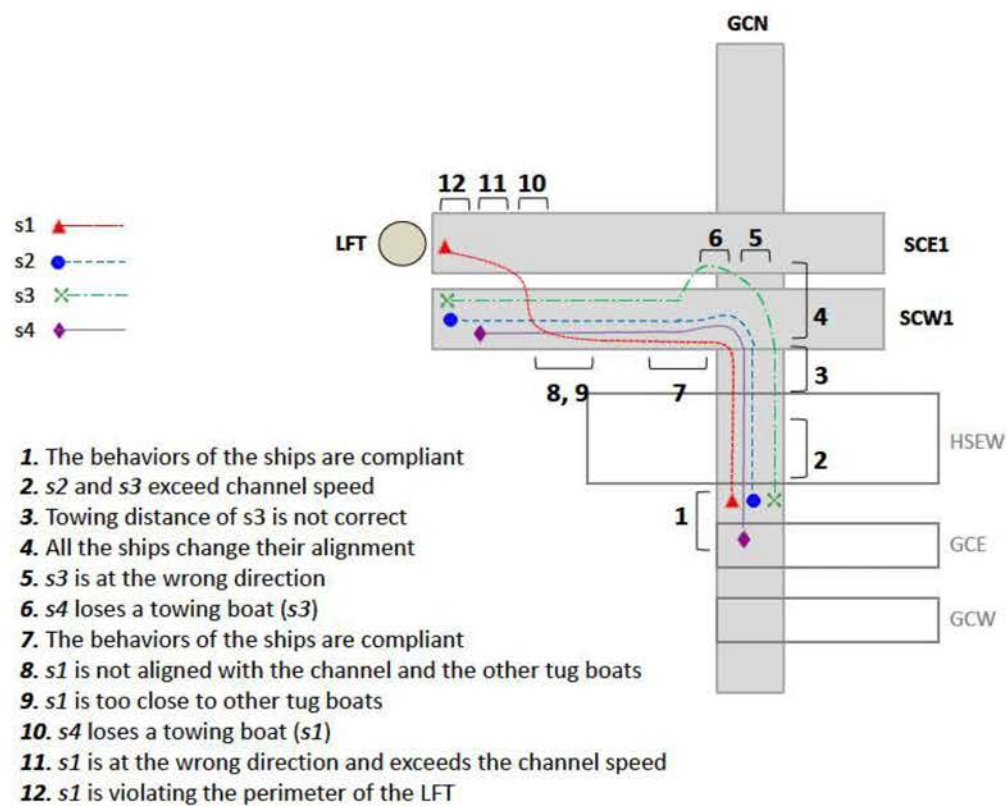 GCN
12 11 10
LFT
6 5
SCE1
s1
s2
s3
s4
4
SCW1
3
8, 9
7
2
HSEW
1
GCE
GCW
1. The behaviors of the ships are compliant
2. s2 and s3 exceed channel speed
3. Towing distance of s3 is not correct
4. All the ships change their alignment
5. s3 is at the wrong direction
6. s4 loses a towing boat (s3)
7. The behaviors of the ships are compliant
8. s1 is not aligned with the channel and the other tug boats
9. s1 is too close to other tug boats
10. s4 loses a towing boat (s1)
11. s1 is at the wrong direction and exceeds the channel speed
12. s1 is violating the perimeter of the LFT